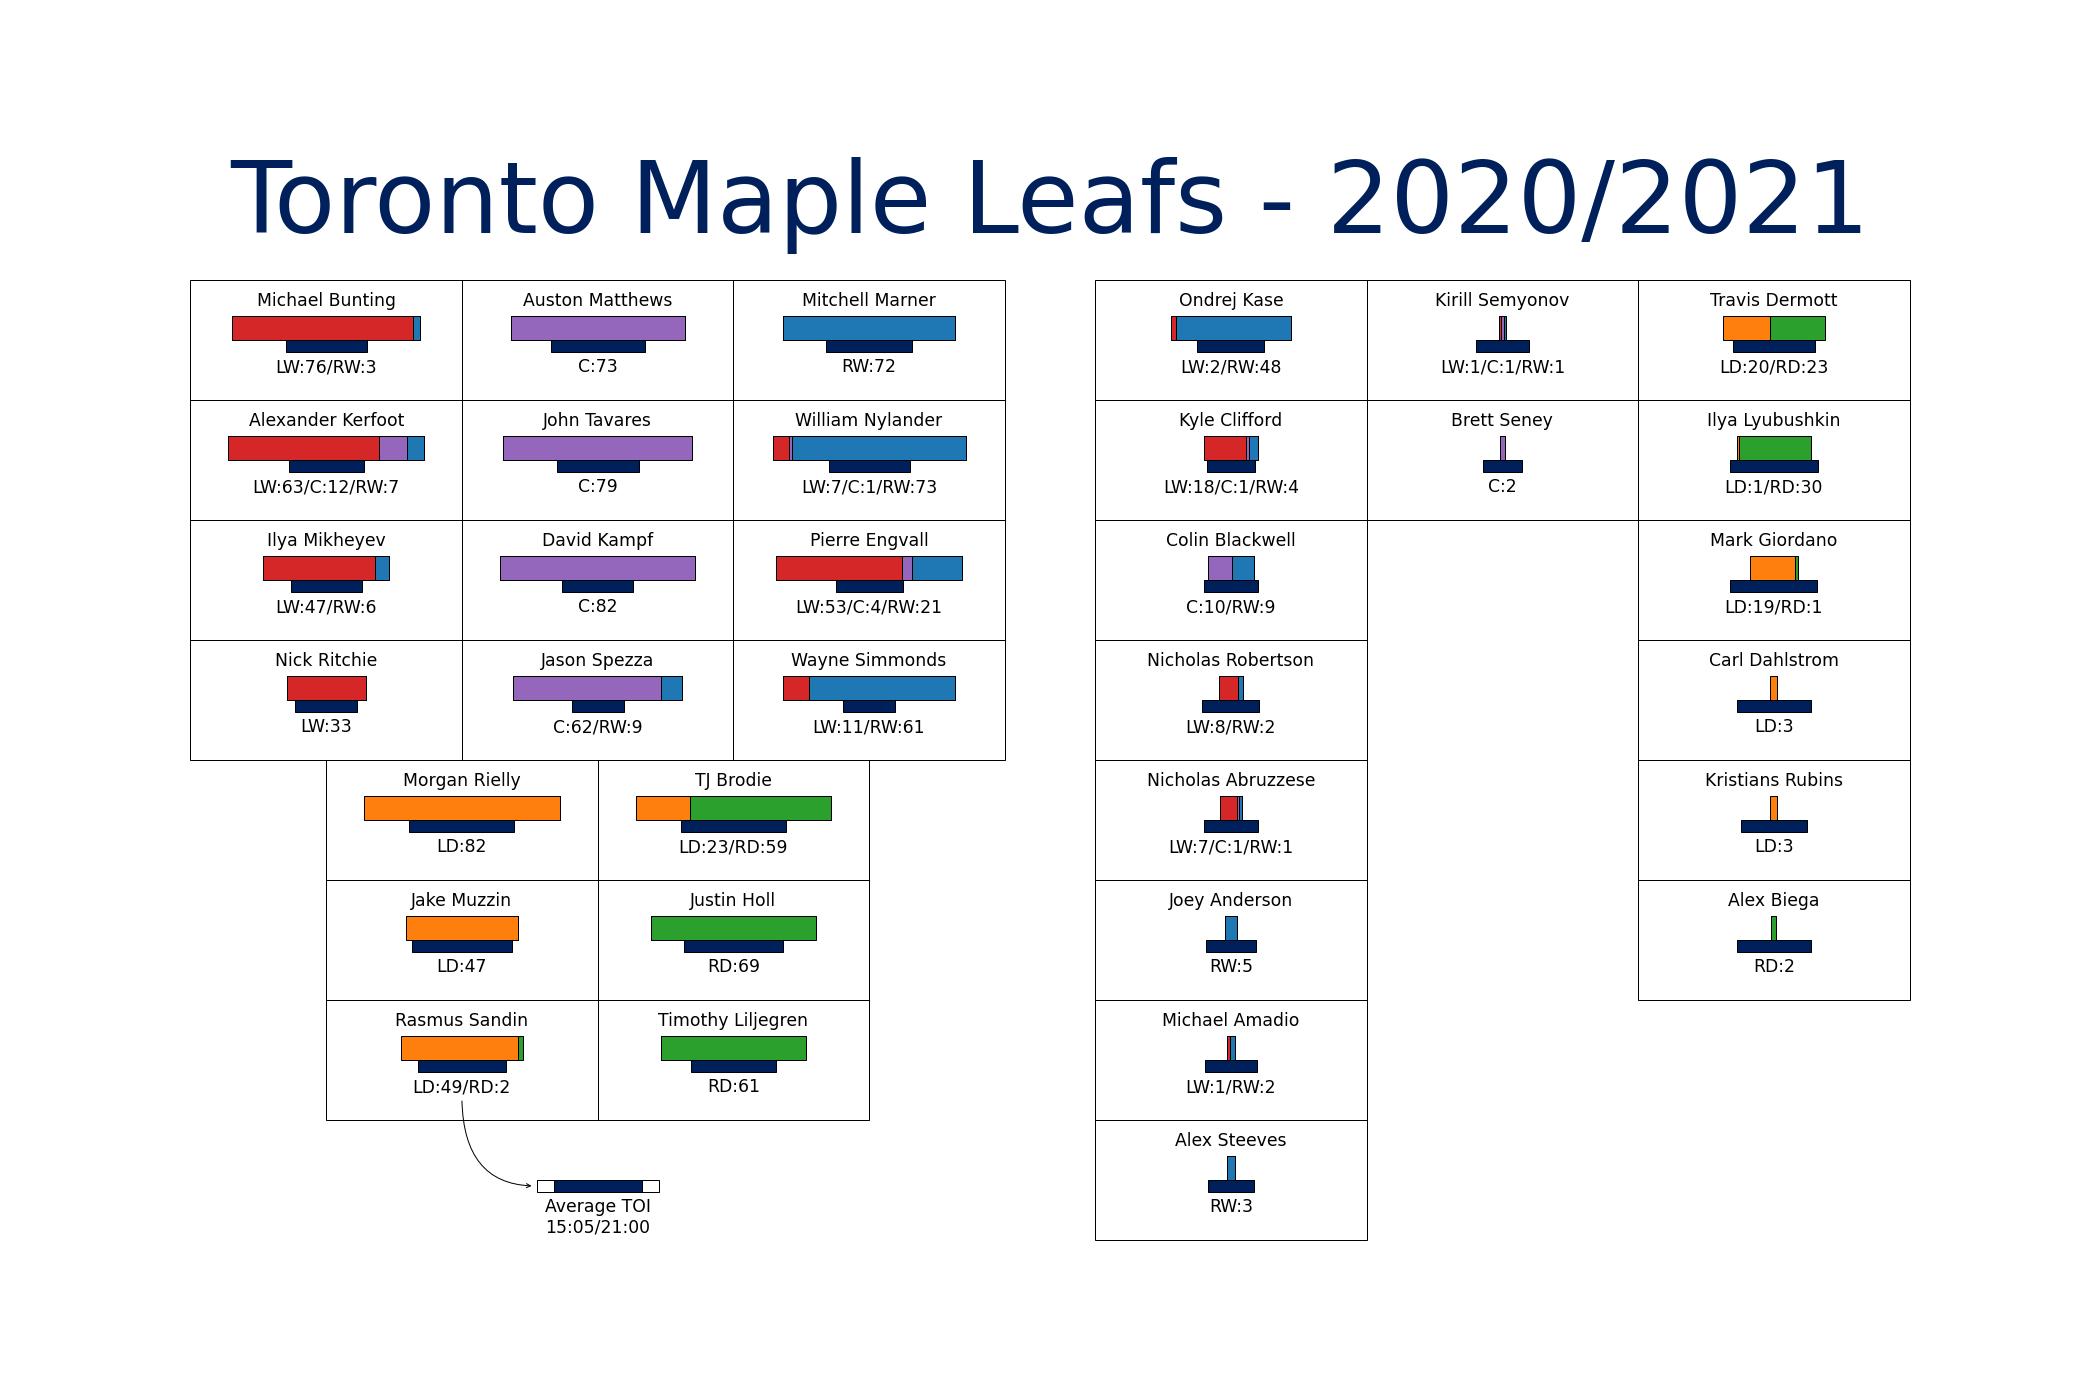 Toronto Maple Leafs - 2020/2021
Michael Bunting
LW:76/RW:3
Auston Matthews
C:73
Mitchell Marner
RW:72
Alexander Kerfoot
LW:63/C:12/RW:7
John Tavares
C:79
William Nylander
LW:7/C:1/RW:73
Ilya Mikheyev
LW:47/RW:6
David Kampf
C:82
Pierre Engvall
LW:53/C:4/RW:21
Nick Ritchie
LW:33
Jason Spezza
C:62/RW:9
Wayne Simmonds
LW:11/RW:61
Morgan Rielly
LD:82
TJ Brodie
LD:23/RD:59
Jake Muzzin
LD:47
Justin Holl
RD:69
Rasmus Sandin
LD:49/RD:2
Timothy Liljegren
RD:61
Average TOI
15:05/21:00
Ondrej Kase
LW:2/RW:48
Kirill Semyonov
LW:1/C:1/RW:1
Travis Dermott
LD:20/RD:23
Kyle Clifford
LW:18/C:1/RW:4
Brett Seney
C:2
Ilya Lyubushkin
LD:1/RD:30
Colin Blackwell
C:10/RW:9
Mark Giordano
LD:19/RD:1
Nicholas Robertson
LW:8/RW:2
Carl Dahlstrom
LD:3
Nicholas Abruzzese
LW:7/C:1/RW:1
Kristians Rubins
LD:3
Joey Anderson
RW:5
Alex Biega
RD:2
Michael Amadio
LW:1/RW:2
Alex Steeves
RW:3